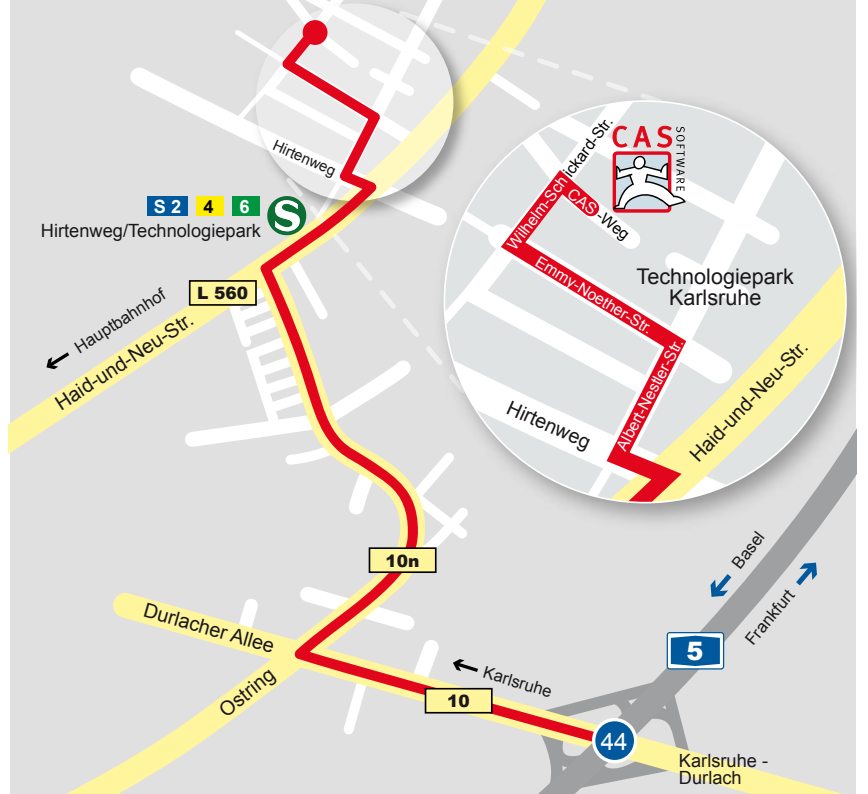 Hirtenweg
S 2 4 6 S
Hirtenweg/Technologiepark
L 560
Hauptbahnhof
Haid-und-Neu-Str.
CAS
SOFTWARE
Wilhelm-Schickard-Str.
CAS-Weg
Emmy-Noether-Str.
Technologiepark
Karlsruhe
Albert-Nestler-Str.
Hirtenweg
Haid-und-Neu-Str.
10n
Basel
Frankfurt
5
Durlacher Allee
Ostring
Karlsruhe
10
44
Karlsruhe -
Durlach